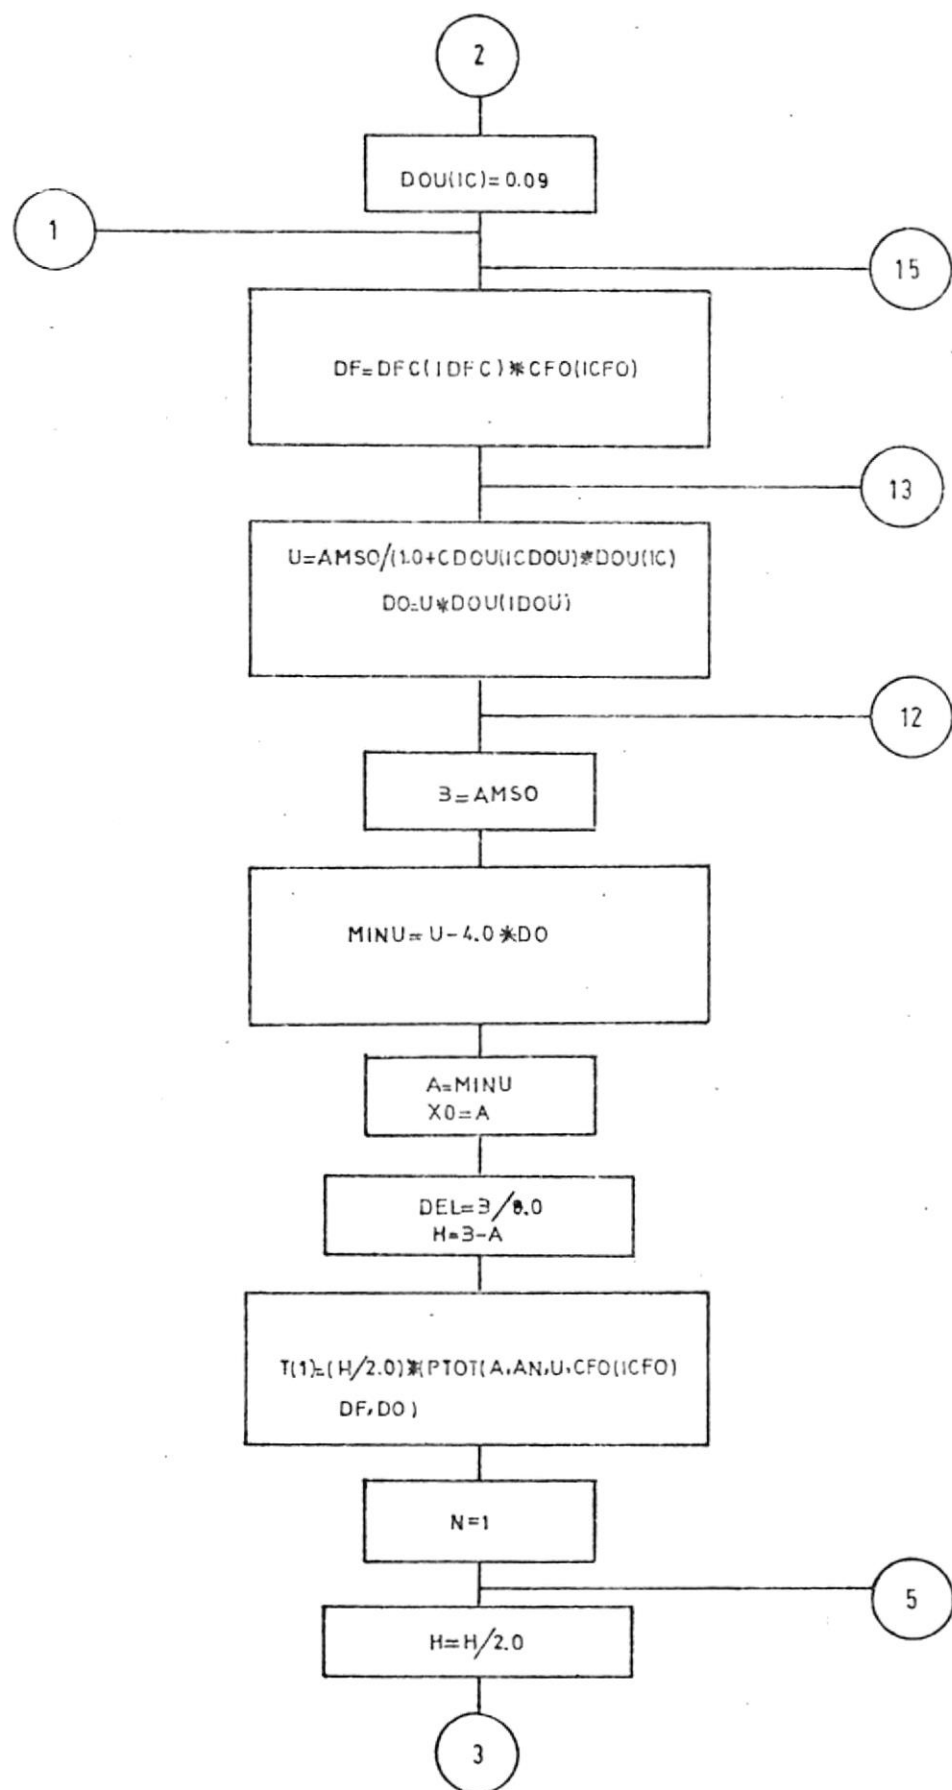 2
DOU(IC)=0.09
1
15
DF=DFC(IDFC)*CFO(ICFO)
13
U=AMSO/(1.0+CDOU(ICDOU)*DOU(IC)
DO=U*DOU(IDOU)
12
B=AMSO
MINU=U-4.0*DO
A=MINU
X0=A
DEL=B/8.0
H=B-A
T(1)=(H/2.0)*(PTOT(A,AN,U,CFO(ICFO)
DF,DO)
N=1
5
H=H/2.0
3